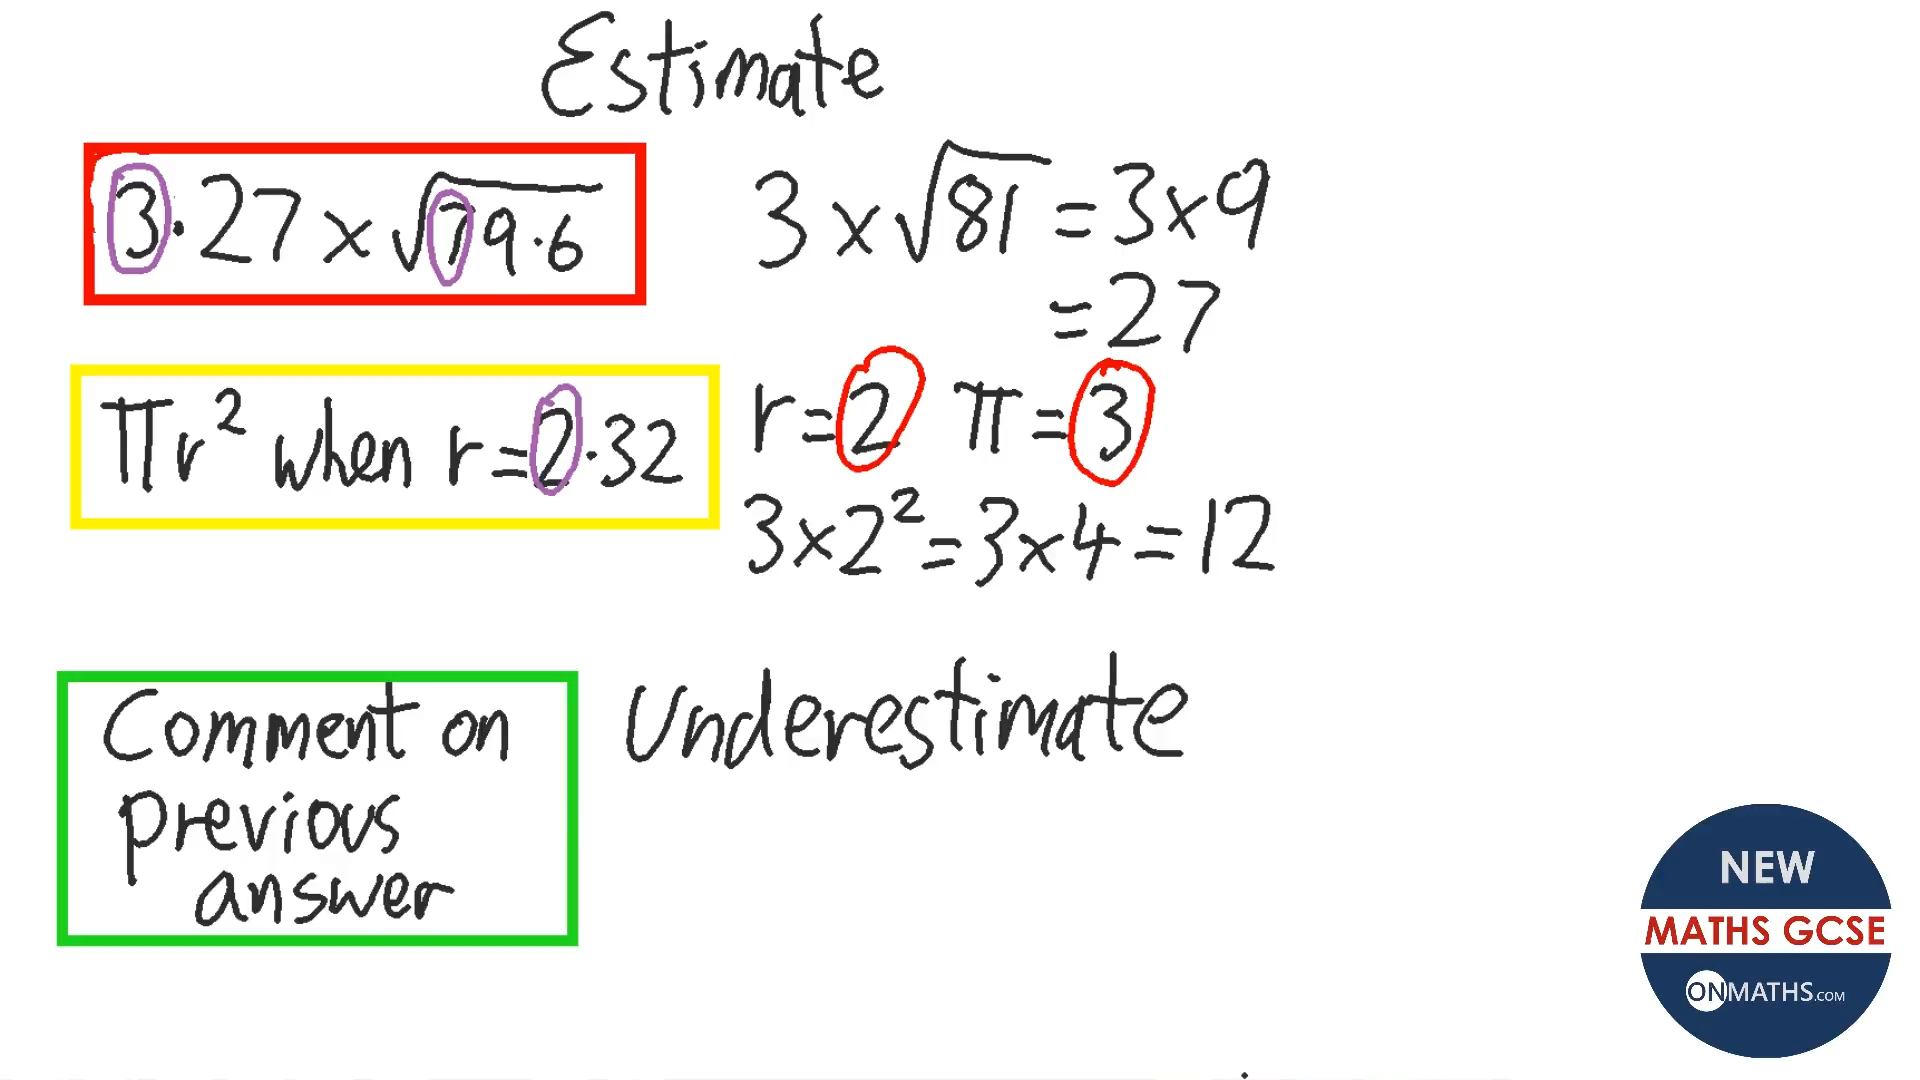 Estimate
3.27 × √79.6
3 × √81 = 3 × 9
= 27
πr² when r = 2.32
r = 2 π = 3
3 × 2² = 3 × 4 = 12
Comment on
previous
answer
Underestimate
NEW
MATHS GCSE
ONMATHS.COM